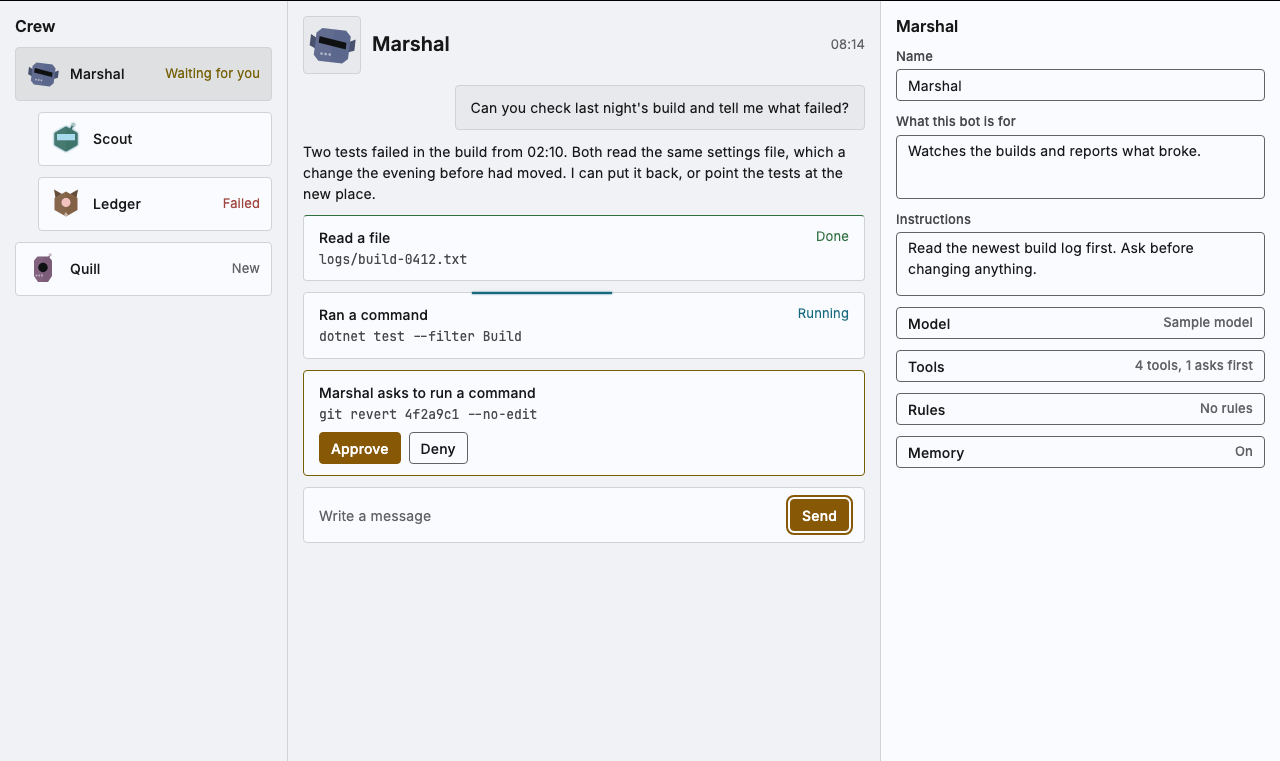 Crew
Marshal
Waiting for you
Scout
Ledger
Failed
Quill
New
Marshal
08:14
Can you check last night's build and tell me what failed?
Two tests failed in the build from 02:10. Both read the same settings file, which a
change the evening before had moved. I can put it back, or point the tests at the
new place.
Read a file
Done
logs/build-0412.txt
Ran a command
Running
dotnet test --filter Build
Marshal asks to run a command
git revert 4f2a9c1 --no-edit
Approve
Deny
Write a message
Send
Marshal
Name
Marshal
What this bot is for
Watches the builds and reports what broke.
Instructions
Read the newest build log first. Ask before
changing anything.
Model
Sample model
Tools
4 tools, 1 asks first
Rules
No rules
Memory
On